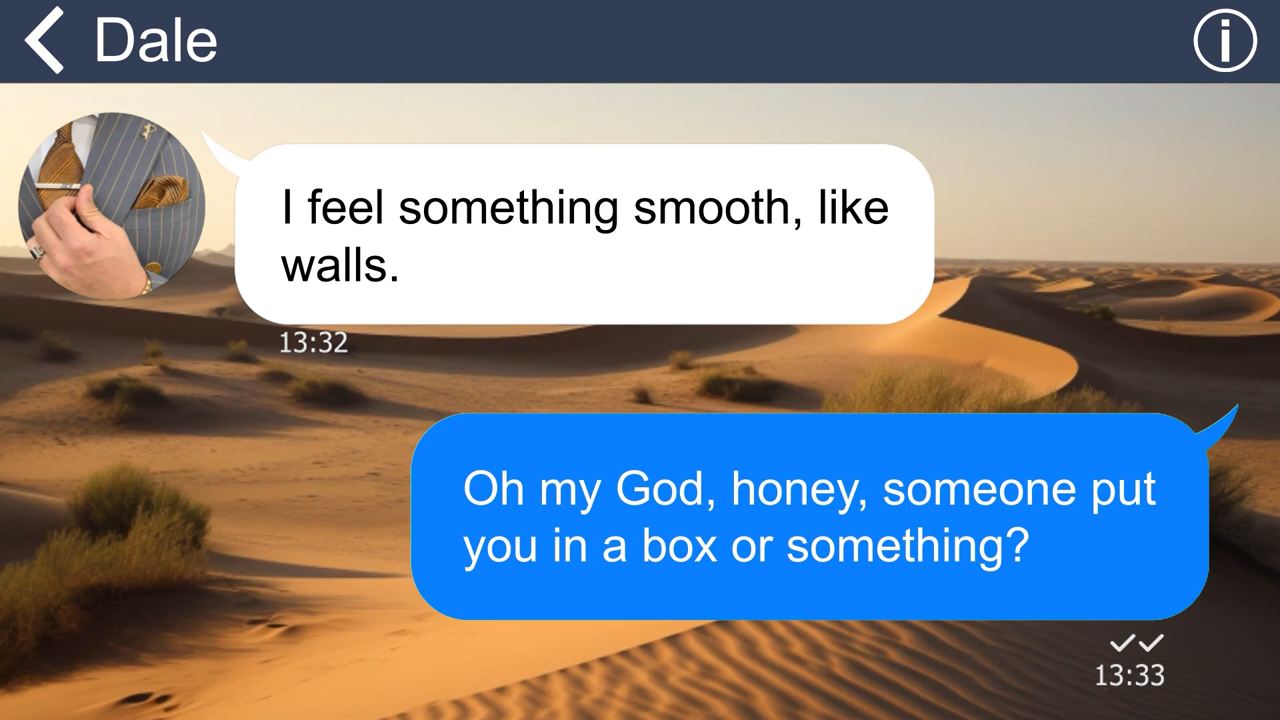 Dale
I feel something smooth, like
walls.
13:32
Oh my God, honey, someone put
you in a box or something?
13:33